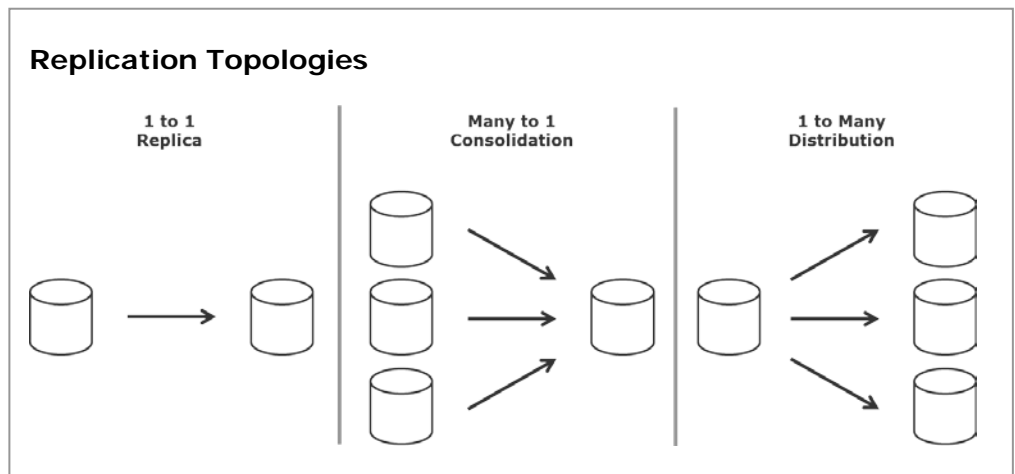 Replication Topologies
1 to 1
Replica
Many to 1
Consolidation
1 to Many
Distribution